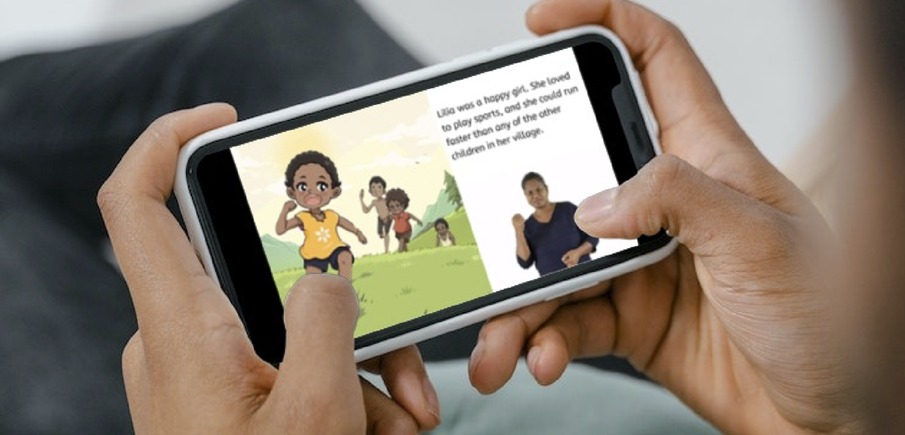 Lilia was a happy girl. She loved
to play sports, and she could run
faster than any of the other
children in her village.